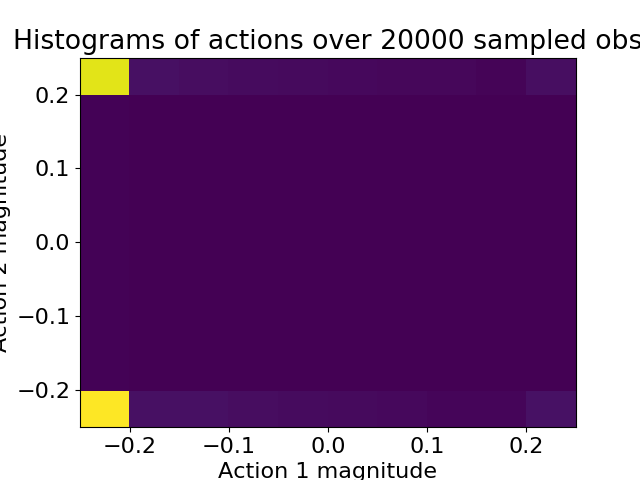 Histograms of actions over 20000 sampled obs
0.2
0.1
0.0
−0.1
−0.2
Action 2 magnitude
−0.2 −0.1 0.0 0.1 0.2
Action 1 magnitude